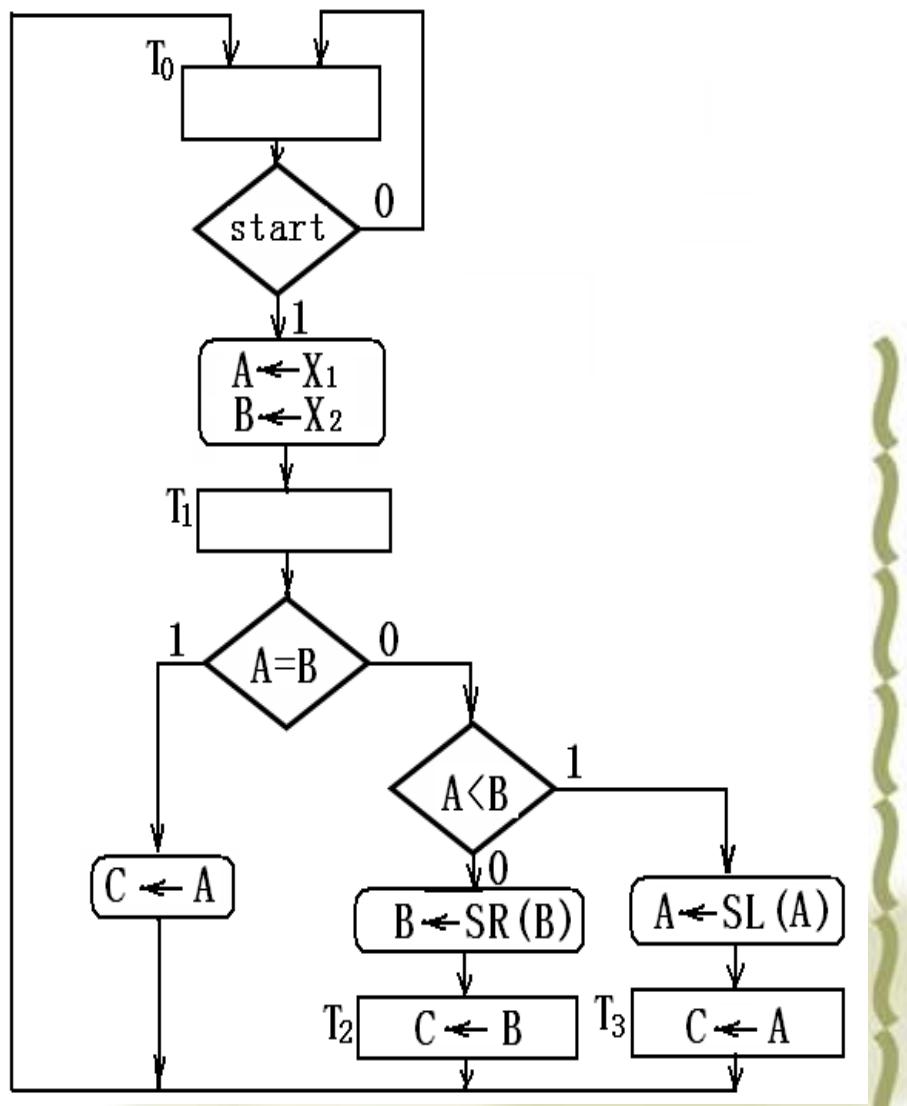 T₀
start
0
1
A←X₁
B←X₂
T₁
1
A=B
0
A<B
1
0
C ← A
B←SR(B)
A←SL(A)
T₂
C ← B
T₃
C ← A